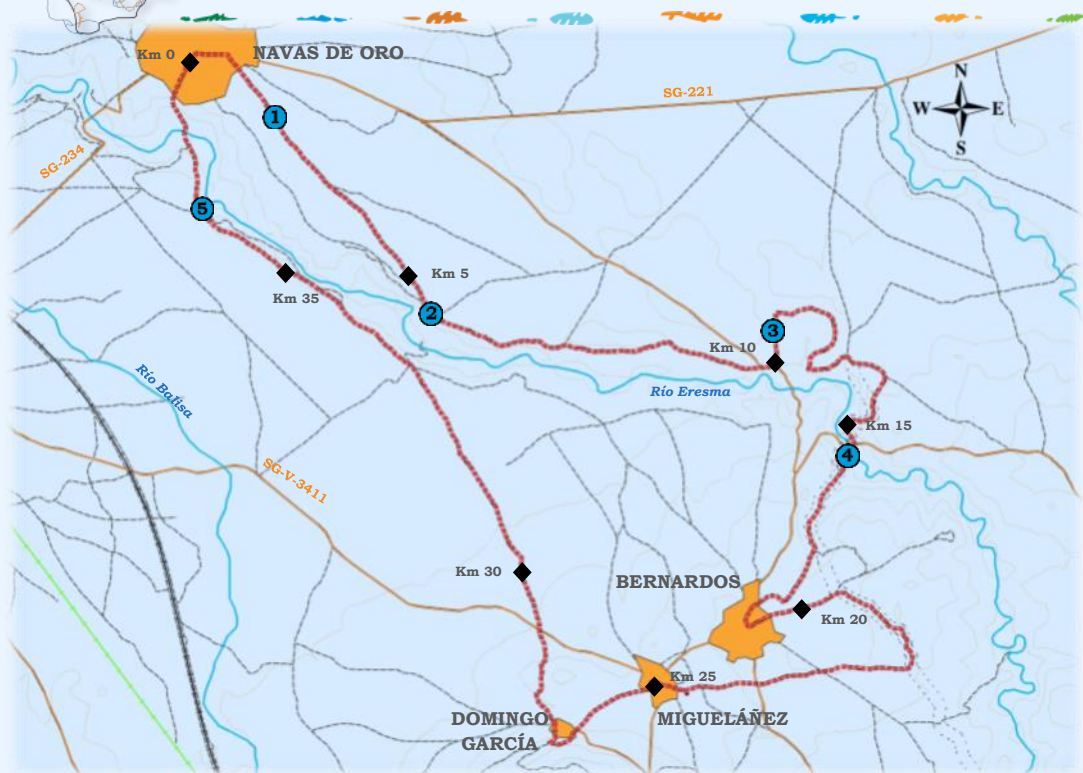 Km 0
NAVAS DE ORO
N
W E
S
SG-221
1
SG-234
5
Km 5
Km 35
2
3
Km 10
Río Balisa
Río Eresma
Km 15
4
SG-V-3411
Km 30
BERNARDOS
Km 20
Km 25
DOMINGO
GARCÍA
MIGUELÁÑEZ